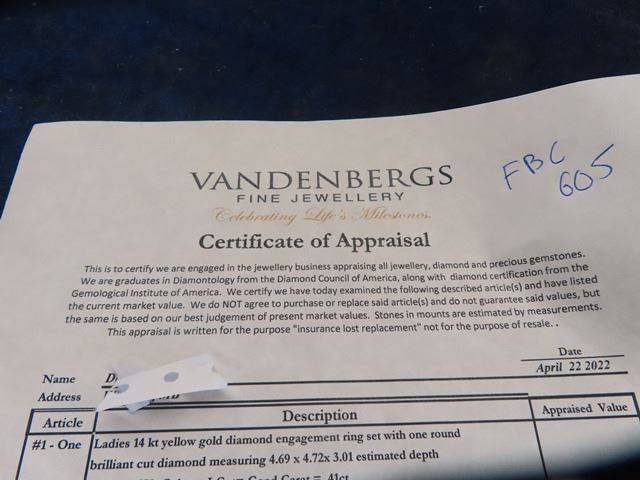 VANDENBERGS
FINE JEWELLERY
Celebrating Life's Milestones.
FBC
605
Certificate of Appraisal
This is to certify we are engaged in the jewellery business appraising all jewellery, diamond and precious gemstones.
We are graduates in Diamontology from the Diamond Council of America, along with diamond certification from the
Gemological Institute of America. We certify we have today examined the following described article(s) and have listed
the current market value. We do NOT agree to purchase or replace said article(s) and do not guarantee said values, but
the same is based on our best judgement of present market values. Stones in mounts are estimated by measurements.
This appraisal is written for the purpose "insurance lost replacement" not for the purpose of resale. .
Date
April 22 2022
Name
Address
Article Description Appraised Value
#1 - One Ladies 14 kt yellow gold diamond engagement ring set with one round
brilliant cut diamond measuring 4.69 x 4.72x 3.01 estimated depth